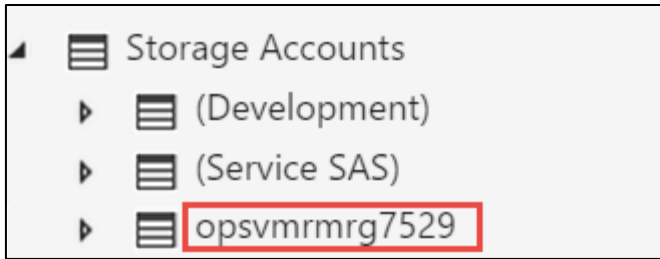 Storage Accounts
(Development)
(Service SAS)
opsvmrmrg7529